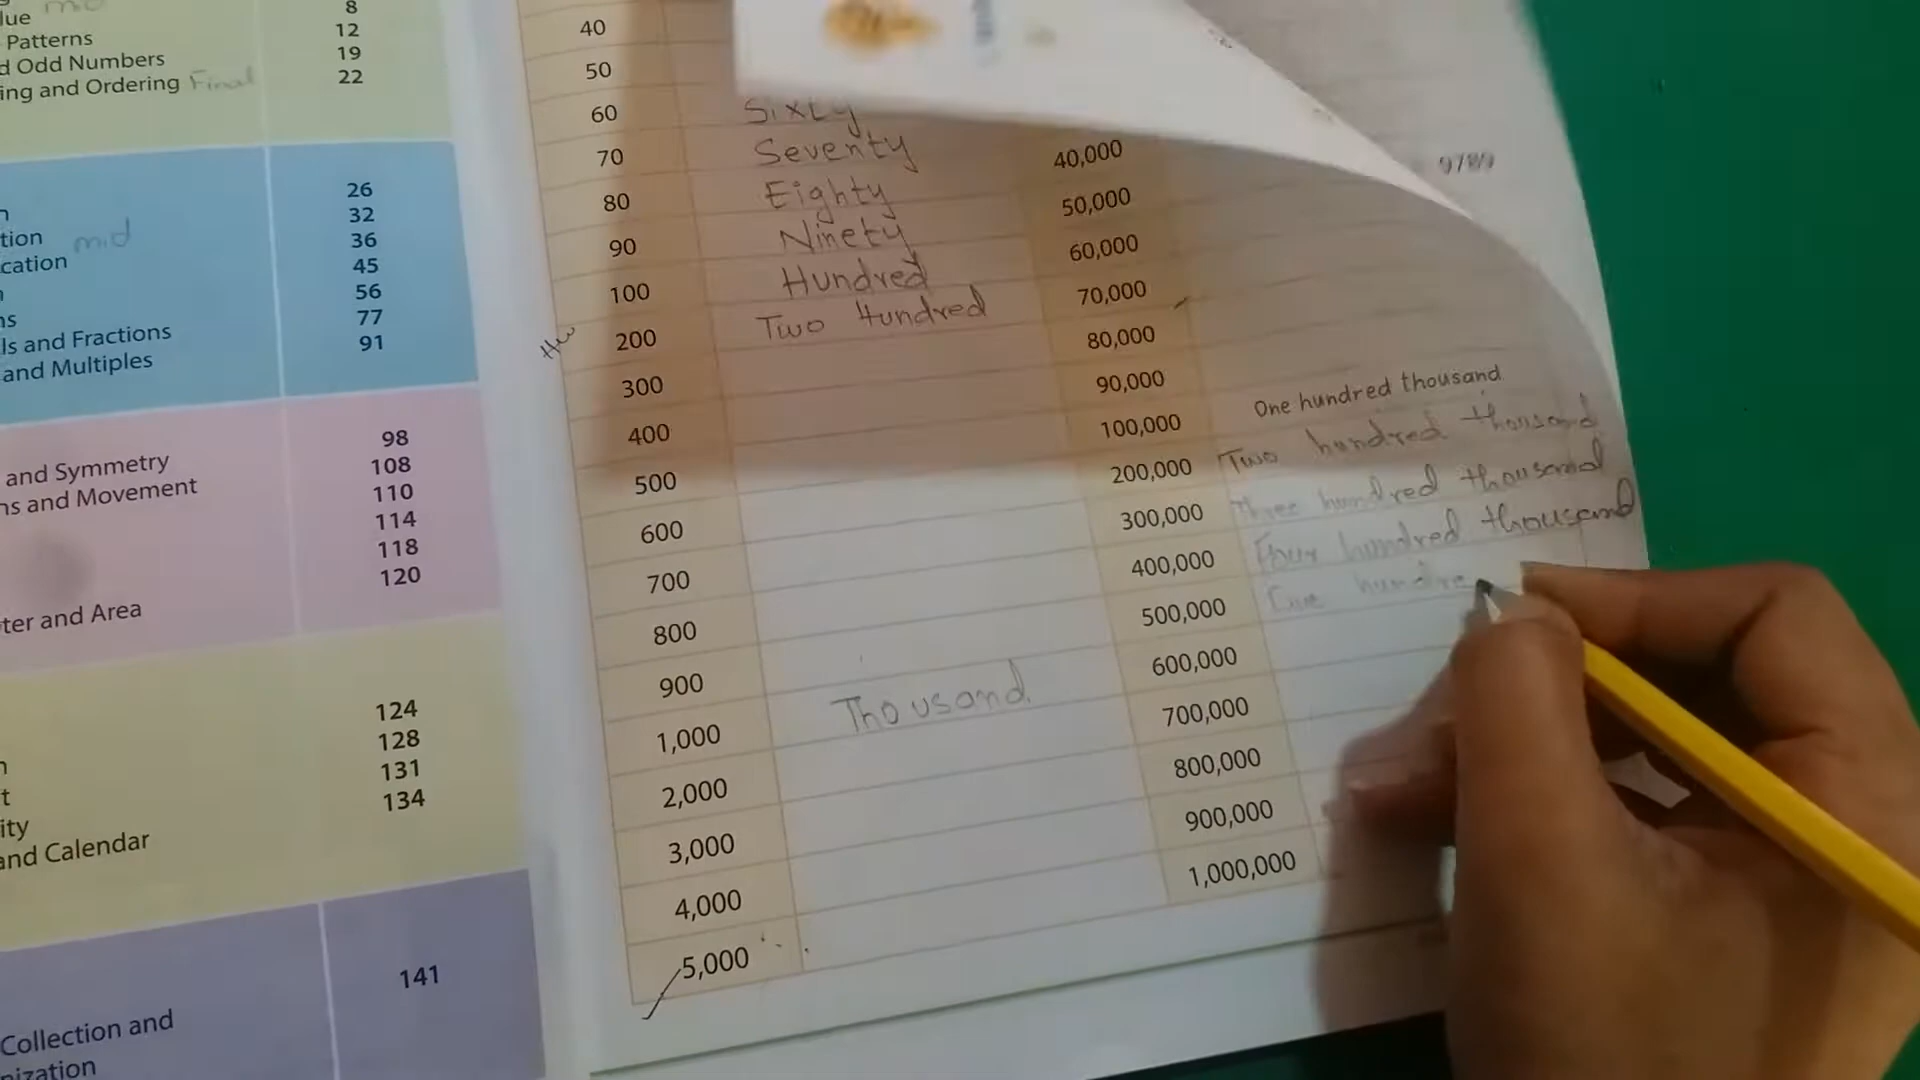 8
Patterns 12
d Odd Numbers 19
ing and Ordering Final 22
26
32
tion mid 36
cation 45
56
77
ls and Fractions 91
and Multiples
98
and Symmetry 108
ns and Movement 110
114
118
120
ter and Area
124
128
131
134
ity
and Calendar
141
Collection and
nization
40
50
60 Sixty
70 Seventy
80 Eighty
90 Ninety
100 Hundred
Hw 200 Two Hundred
300
400
500
600
700
800
900
1,000 Thousand
2,000
3,000
4,000
5,000
9789
40,000
50,000
60,000
70,000
80,000
90,000
100,000 One hundred thousand
200,000 Two hundred thousand
300,000 Three hundred thousand
400,000 Four hundred thousand
500,000 hundre
600,000
700,000
800,000
900,000
1,000,000